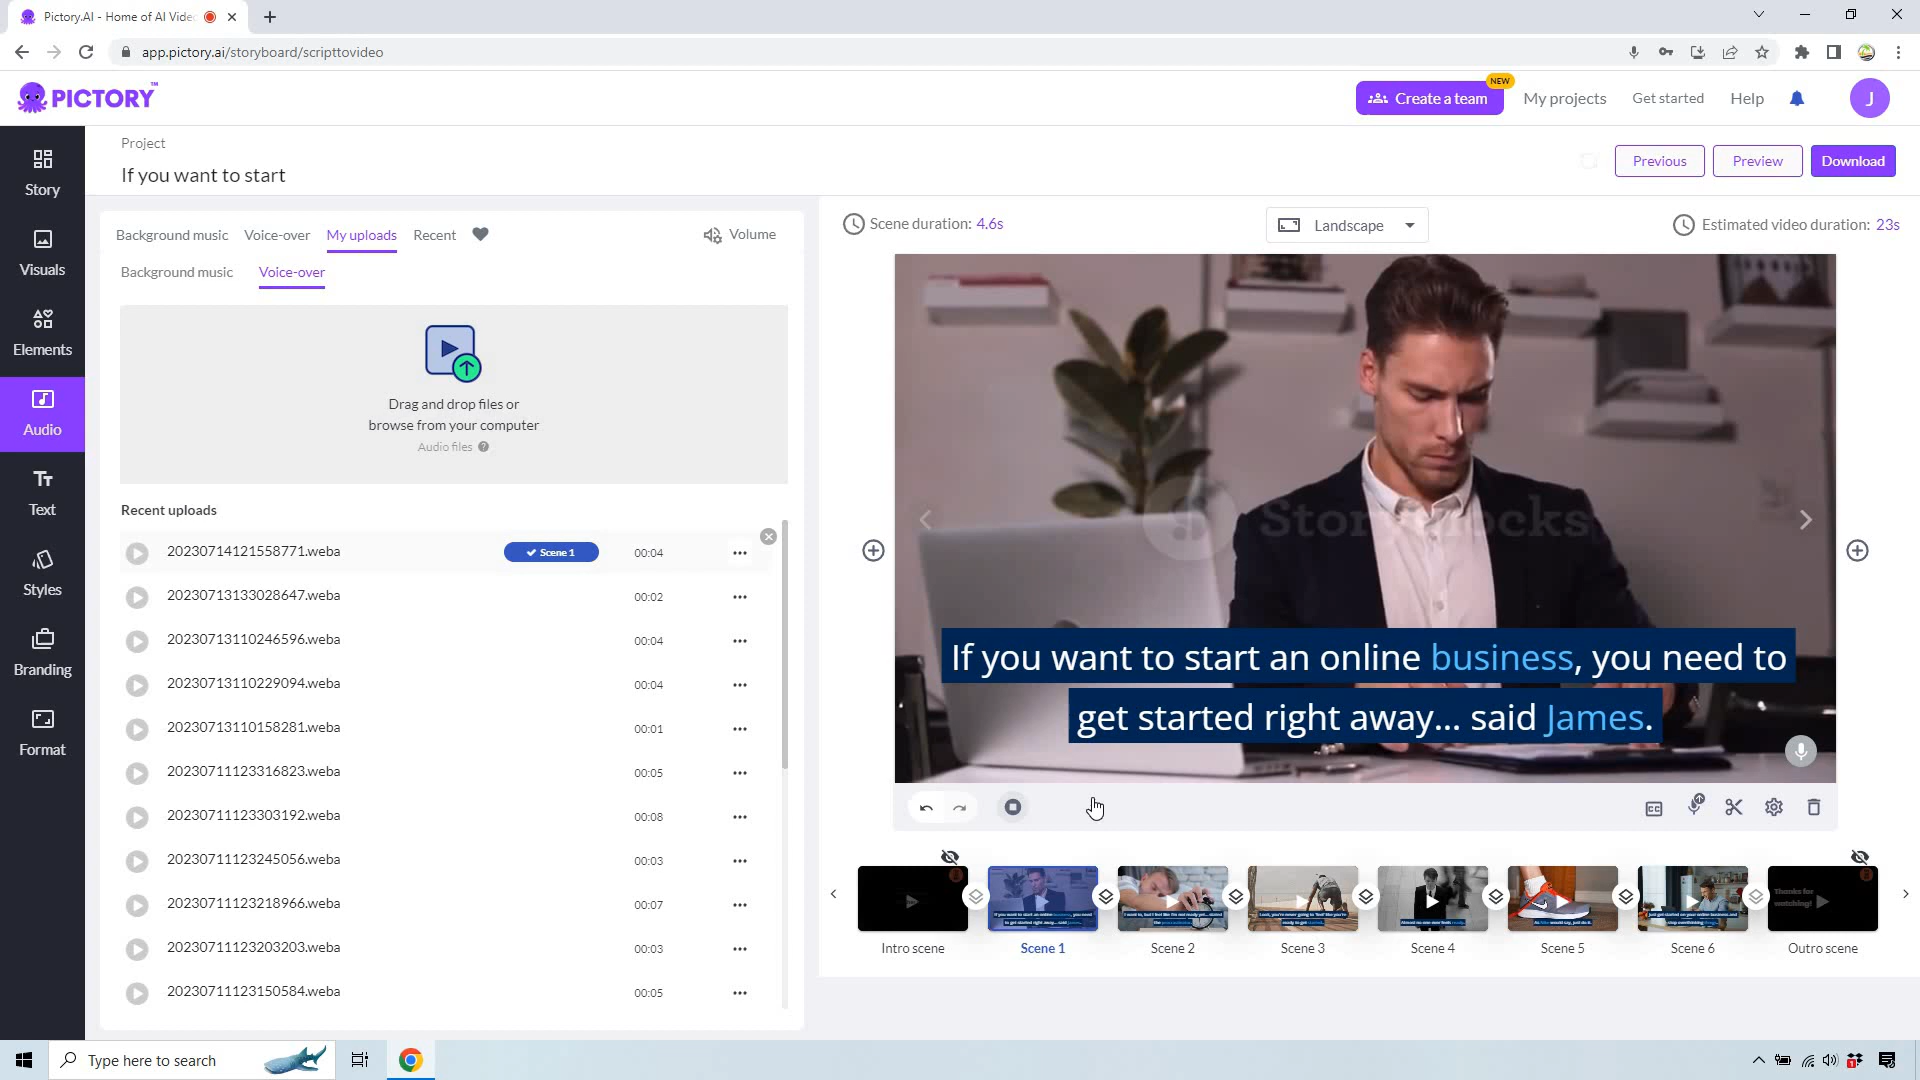 Pictory.AI - Home of AI Vide
app.pictory.ai/storyboard/scripttovideo
PICTORY™
NEW
Create a team
My projects
Get started
Help
J
Project
If you want to start
Previous
Preview
Download
Story
Visuals
Elements
Audio
Text
Styles
Branding
Format
Background music
Voice-over
My uploads
Recent
Volume
Background music
Voice-over
Drag and drop files or
browse from your computer
Audio files
Recent uploads
20230714121558771.weba Scene 1 00:04
20230713133028647.weba 00:02
20230713110246596.weba 00:04
20230713110229094.weba 00:04
20230713110158281.weba 00:01
20230711123316823.weba 00:05
20230711123303192.weba 00:08
20230711123245056.weba 00:03
20230711123218966.weba 00:07
20230711123203203.weba 00:03
20230711123150584.weba 00:05
Scene duration: 4.6s
Landscape
Estimated video duration: 23s
Storyblocks
If you want to start an online business, you need to
get started right away... said James.
CC
Thanks for
watching!
Intro scene
Scene 1
Scene 2
Scene 3
Scene 4
Scene 5
Scene 6
Outro scene
Type here to search